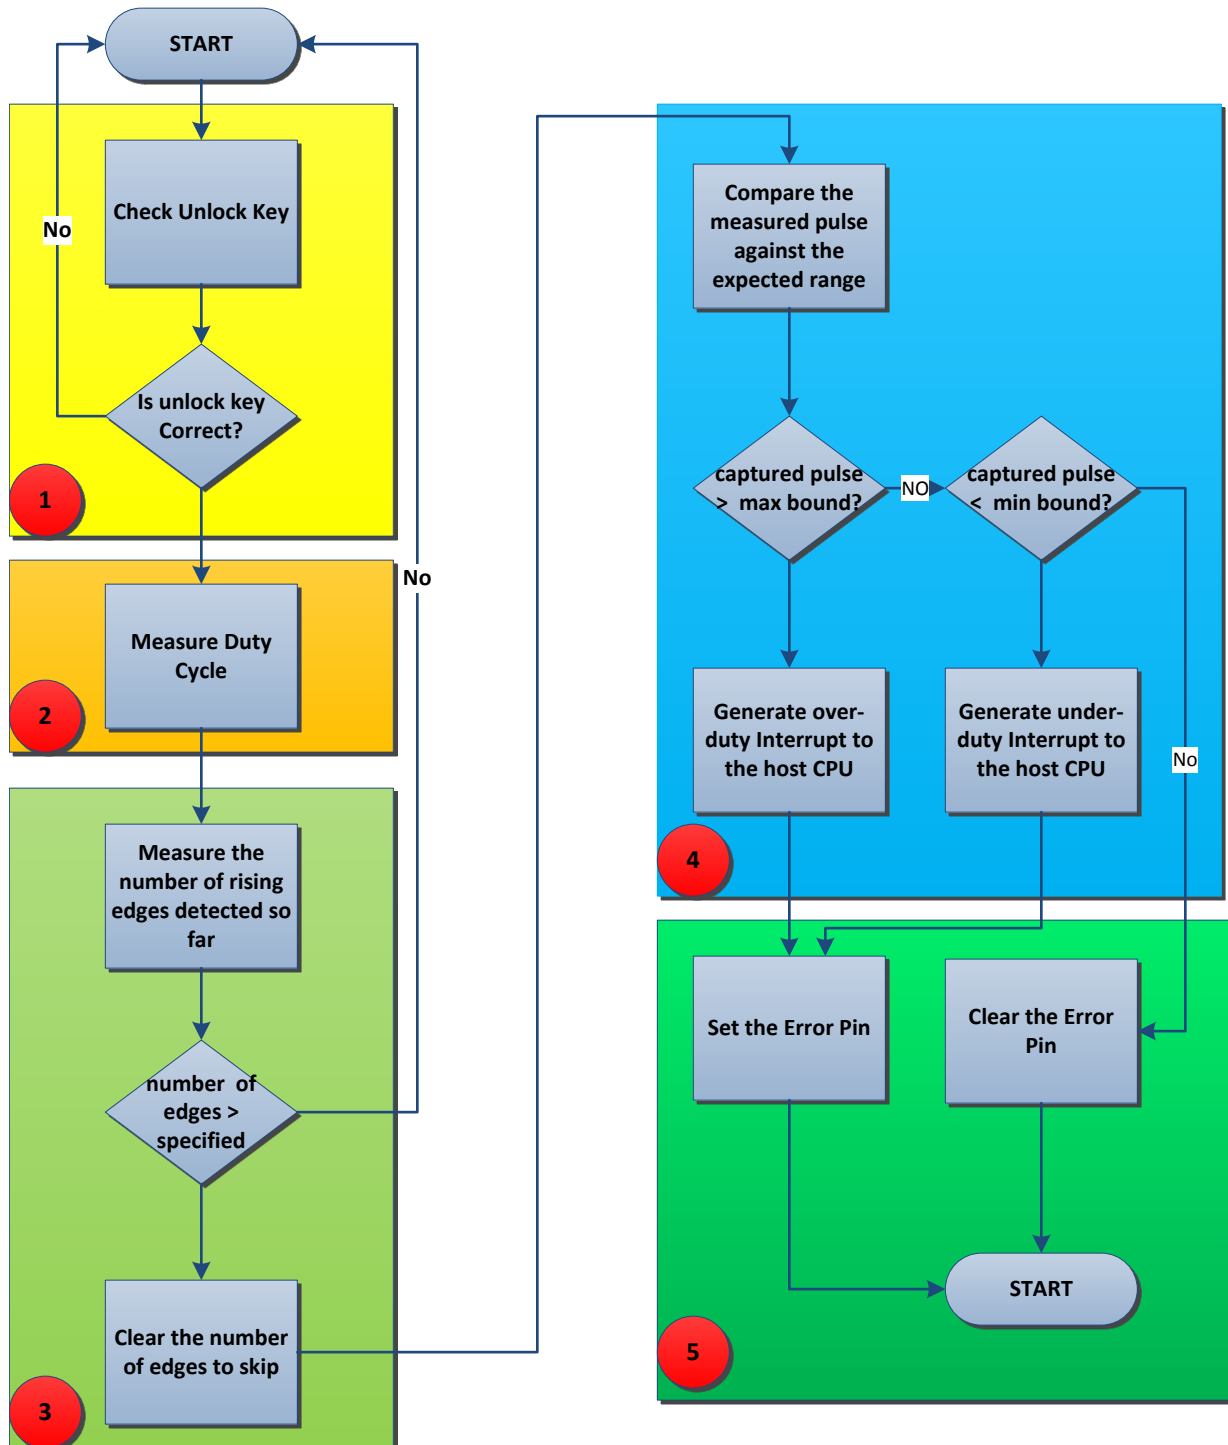 START
Check Unlock Key
No
Is unlock key
Correct?
1
Measure Duty
Cycle
2
No
Measure the
number of rising
edges detected so
far
number of
edges >
specified
Clear the number
of edges to skip
3
Compare the
measured pulse
against the
expected range
captured pulse
> max bound?
NO
captured pulse
< min bound?
Generate over-
duty Interrupt to
the host CPU
Generate under-
duty Interrupt to
the host CPU
No
4
Set the Error Pin
Clear the Error
Pin
START
5